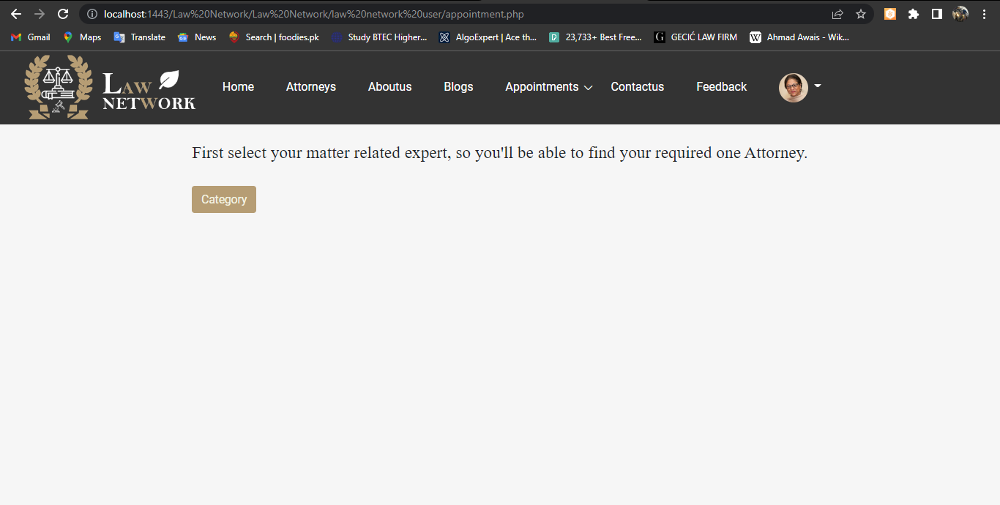 localhost:1443/Law%20Network/Law%20Network/law%20network%20user/appointment.php
Gmail Maps Translate News Search | foodies.pk Study BTEC Higher... AlgoExpert | Ace th... D 23,733+ Best Free... G GECIĆ LAW FIRM W Ahmad Awais - Wik...
LAW
NETWORK
Home Attorneys Aboutus Blogs Appointments Contactus Feedback
First select your matter related expert, so you'll be able to find your required one Attorney.
Category